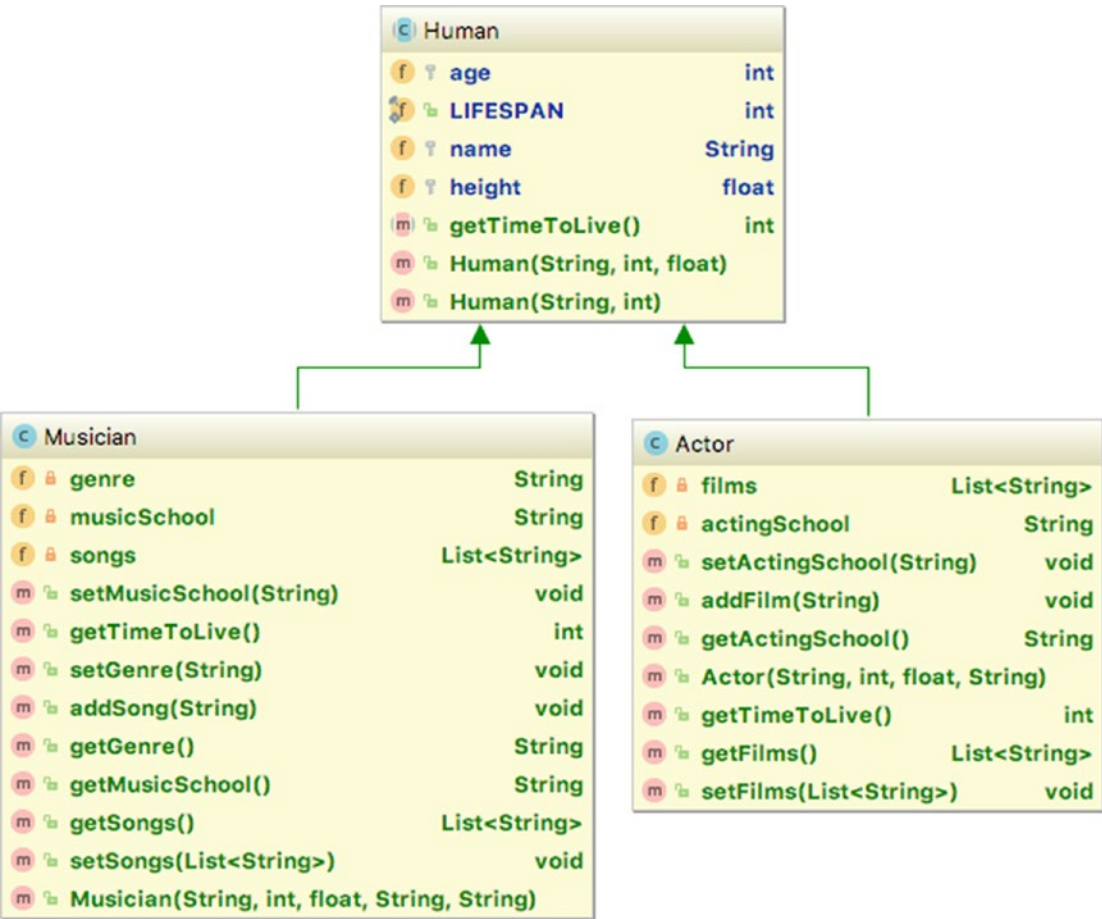 Human
age int
LIFESPAN int
name String
height float
getTimeToLive() int
Human(String, int, float)
Human(String, int)
Musician
genre String
musicSchool String
songs List<String>
setMusicSchool(String) void
getTimeToLive() int
setGenre(String) void
addSong(String) void
getGenre() String
getMusicSchool() String
getSongs() List<String>
setSongs(List<String>) void
Musician(String, int, float, String, String)
Actor
films List<String>
actingSchool String
setActingSchool(String) void
addFilm(String) void
getActingSchool() String
Actor(String, int, float, String)
getTimeToLive() int
getFilms() List<String>
setFilms(List<String>) void